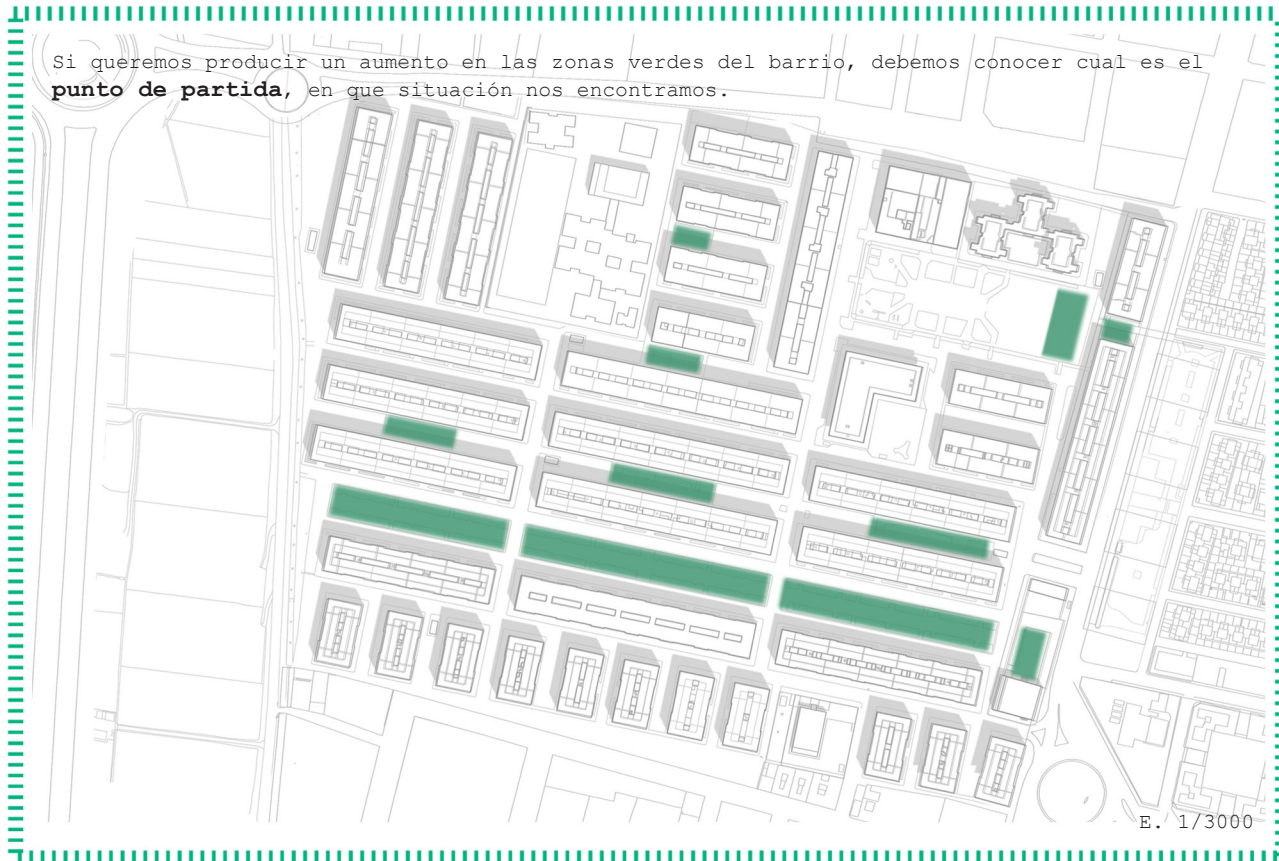 Si queremos producir un aumento en las zonas verdes del barrio, debemos conocer cual es el
punto de partida, en que situación nos encontramos.
E. 1/3000